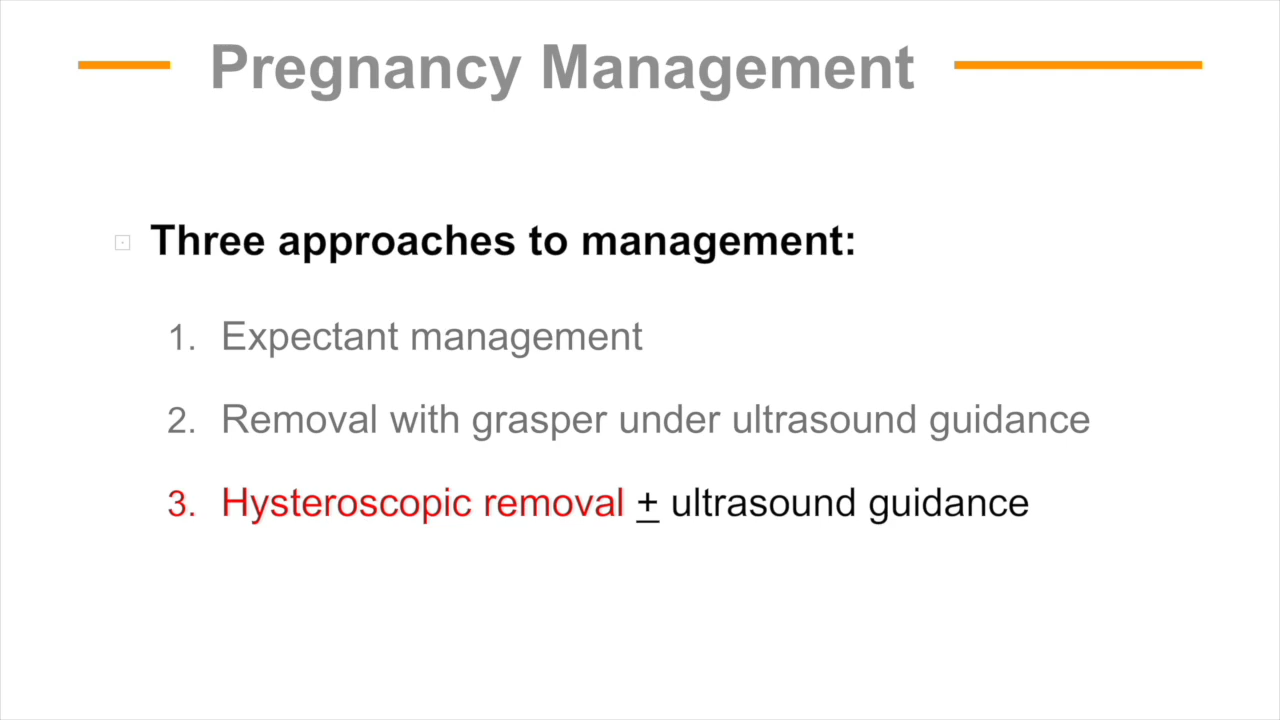 Pregnancy Management
Three approaches to management:
1. Expectant management
2. Removal with grasper under ultrasound guidance
3. Hysteroscopic removal ± ultrasound guidance